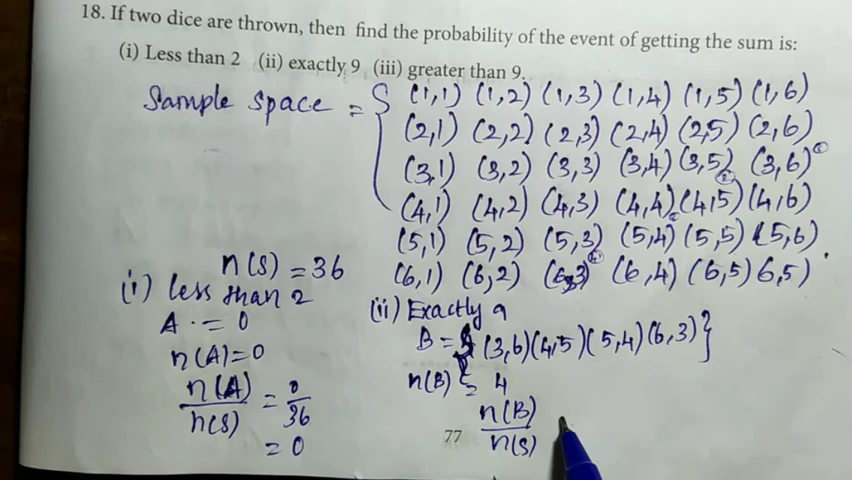 18. If two dice are thrown, then find the probability of the event of getting the sum is:
(i) Less than 2 (ii) exactly 9 (iii) greater than 9.
Sample space = { (1,1) (1,2) (1,3) (1,4) (1,5) (1,6)
(2,1) (2,2) (2,3) (2,4) (2,5) (2,6)
(3,1) (3,2) (3,3) (3,4) (3,5) (3,6)
(4,1) (4,2) (4,3) (4,4) (4,5) (4,6)
(5,1) (5,2) (5,3) (5,4) (5,5) (5,6)
(6,1) (6,2) (6,3) (6,4) (6,5) 6,5)
n(S) = 36
(i) less than 2
A = 0
n(A) = 0
n(A)
n(S)
= 0
36
= 0
(ii) Exactly 9
B = { (3,6) (4,5) (5,4) (6,3) }
n(B) = 4
n(B)
n(S)
77